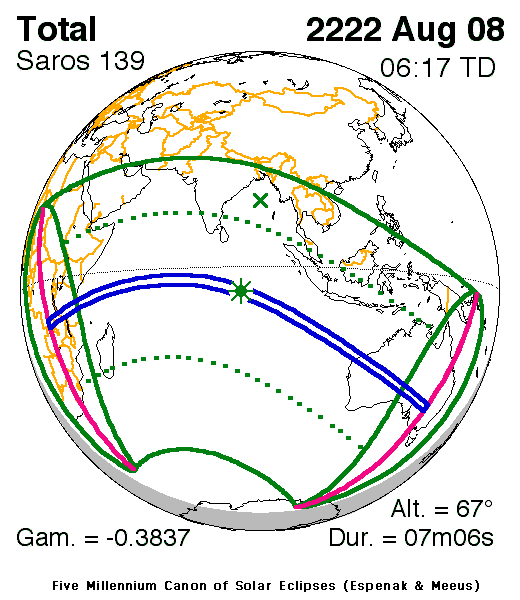 Total
2222 Aug 08
Saros 139
06:17 TD
Alt. = 67°
Gam. = -0.3837
Dur. = 07m06s
Five Millennium Canon of Solar Eclipses (Espenak & Meeus)